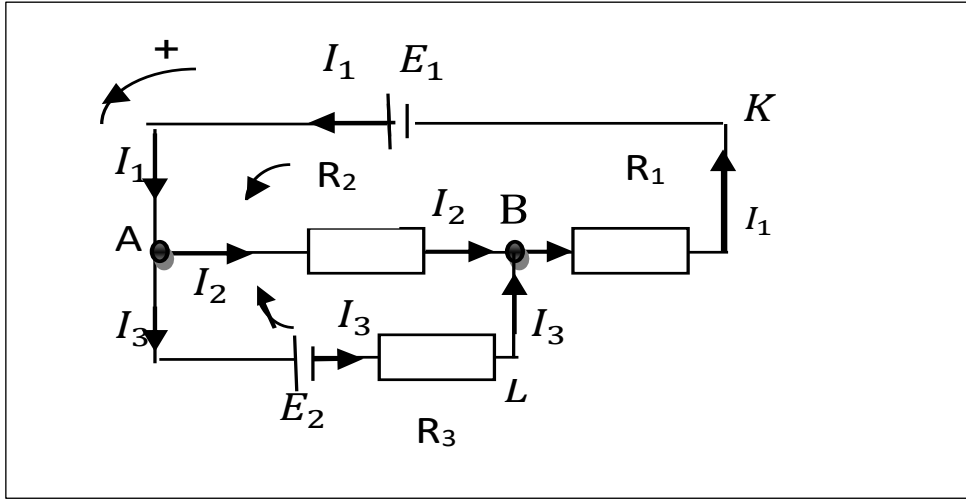 +
I₁ E₁
K
I₁
R₂
R₁
I₂
B
A
I₁
I₂
I₃
I₃
I₃
E₂
L
R₃